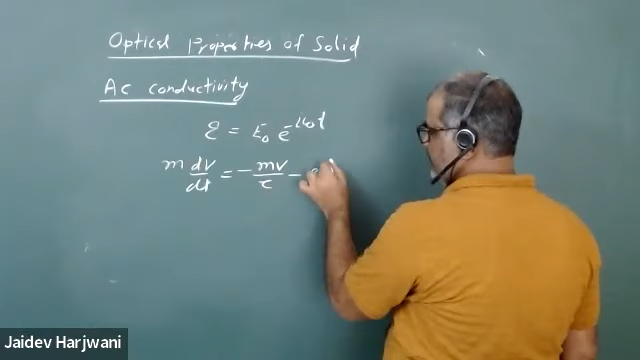 Optical Properties of Solid
Ac conductivity
ε = E₀ e^{-iωt}
m dv/dt = - mv/τ -
Jaidev Harjwani